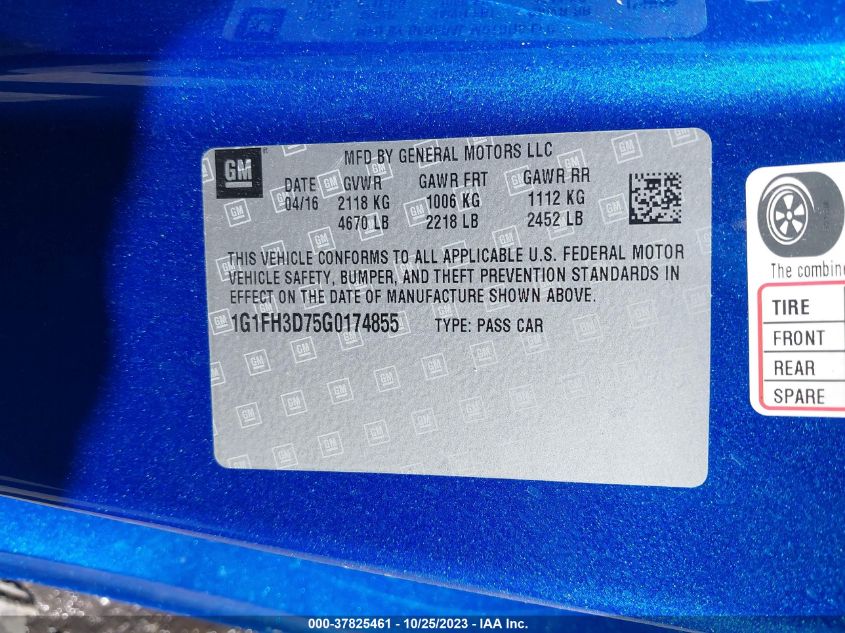 GM
MFD BY GENERAL MOTORS LLC
DATE GVWR GAWR FRT GAWR RR
04/16 2118 KG 1006 KG 1112 KG
4670 LB 2218 LB 2452 LB
THIS VEHICLE CONFORMS TO ALL APPLICABLE U.S. FEDERAL MOTOR
VEHICLE SAFETY, BUMPER, AND THEFT PREVENTION STANDARDS IN
EFFECT ON THE DATE OF MANUFACTURE SHOWN ABOVE.
1G1FH3D75G0174855 TYPE: PASS CAR
The combine
TIRE
FRONT
REAR
SPARE
000-37825461 - 10/25/2023 - IAA Inc.